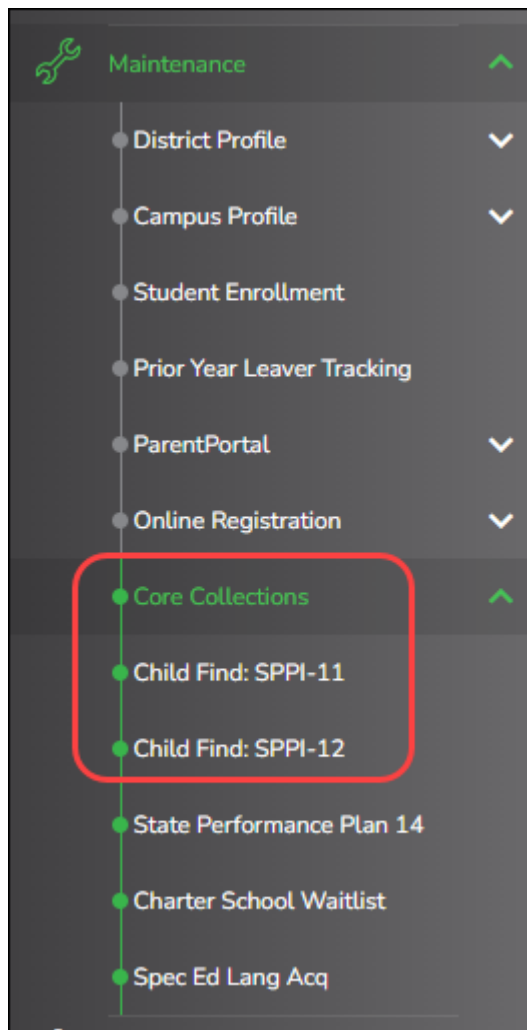 Maintenance
District Profile
Campus Profile
Student Enrollment
Prior Year Leaver Tracking
ParentPortal
Online Registration
Core Collections
Child Find: SPPI-11
Child Find: SPPI-12
State Performance Plan 14
Charter School Waitlist
Spec Ed Lang Acq